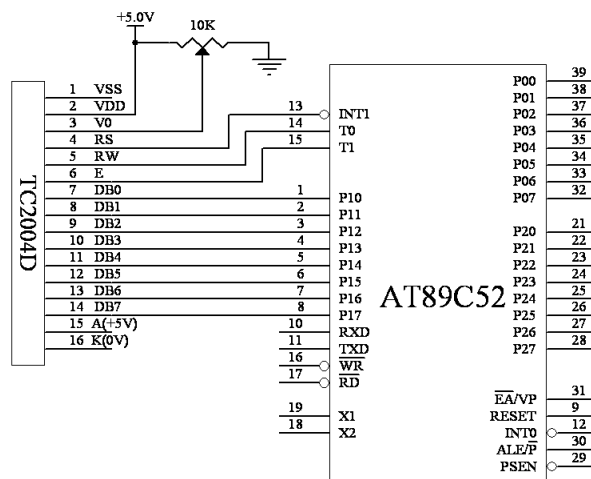 +5.0V
10K
TC2004D
1 VSS
2 VDD
3 V0
4 RS
5 RW
6 E
7 DB0
8 DB1
9 DB2
10 DB3
11 DB4
12 DB5
13 DB6
14 DB7
15 A(+5V)
16 K(0V)
AT89C52
13 INT1
14 T0
15 T1
1 P10
2 P11
3 P12
4 P13
5 P14
6 P15
7 P16
8 P17
10 RXD
11 TXD
16 WR
17 RD
19 X1
18 X2
P00 39
P01 38
P02 37
P03 36
P04 35
P05 34
P06 33
P07 32
P20 21
P21 22
P22 23
P23 24
P24 25
P25 26
P26 27
P27 28
EA/VP 31
RESET 9
INT0 12
ALE/P 30
PSEN 29